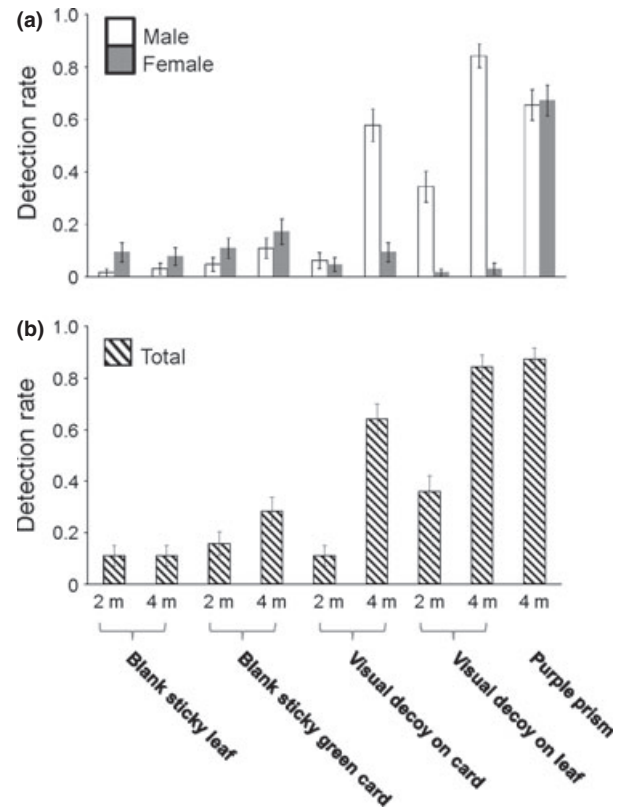 (a)
Male
Female
Detection rate
1.0
0.8
0.6
0.4
0.2
0
(b)
Total
Detection rate
1.0
0.8
0.6
0.4
0.2
0
2 m 4 m 2 m 4 m 2 m 4 m 2 m 4 m 4 m
Blank sticky leaf
Blank sticky green card
Visual decoy on card
Visual decoy on leaf
Purple prism